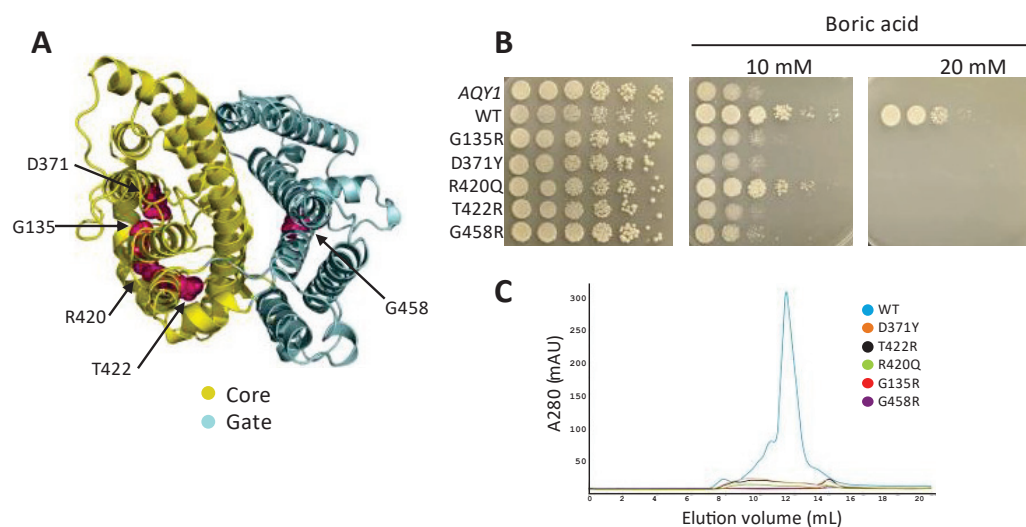 A
D371
G135
R420
T422
G458
Core
Gate
B
Boric acid
10 mM
20 mM
AQY1
WT
G135R
D371Y
R420Q
T422R
G458R
C
A280 (mAU)
300
250
200
150
100
50
0 2 4 6 8 10 12 14 16 18 20
Elution volume (mL)
WT
D371Y
T422R
R420Q
G135R
G458R